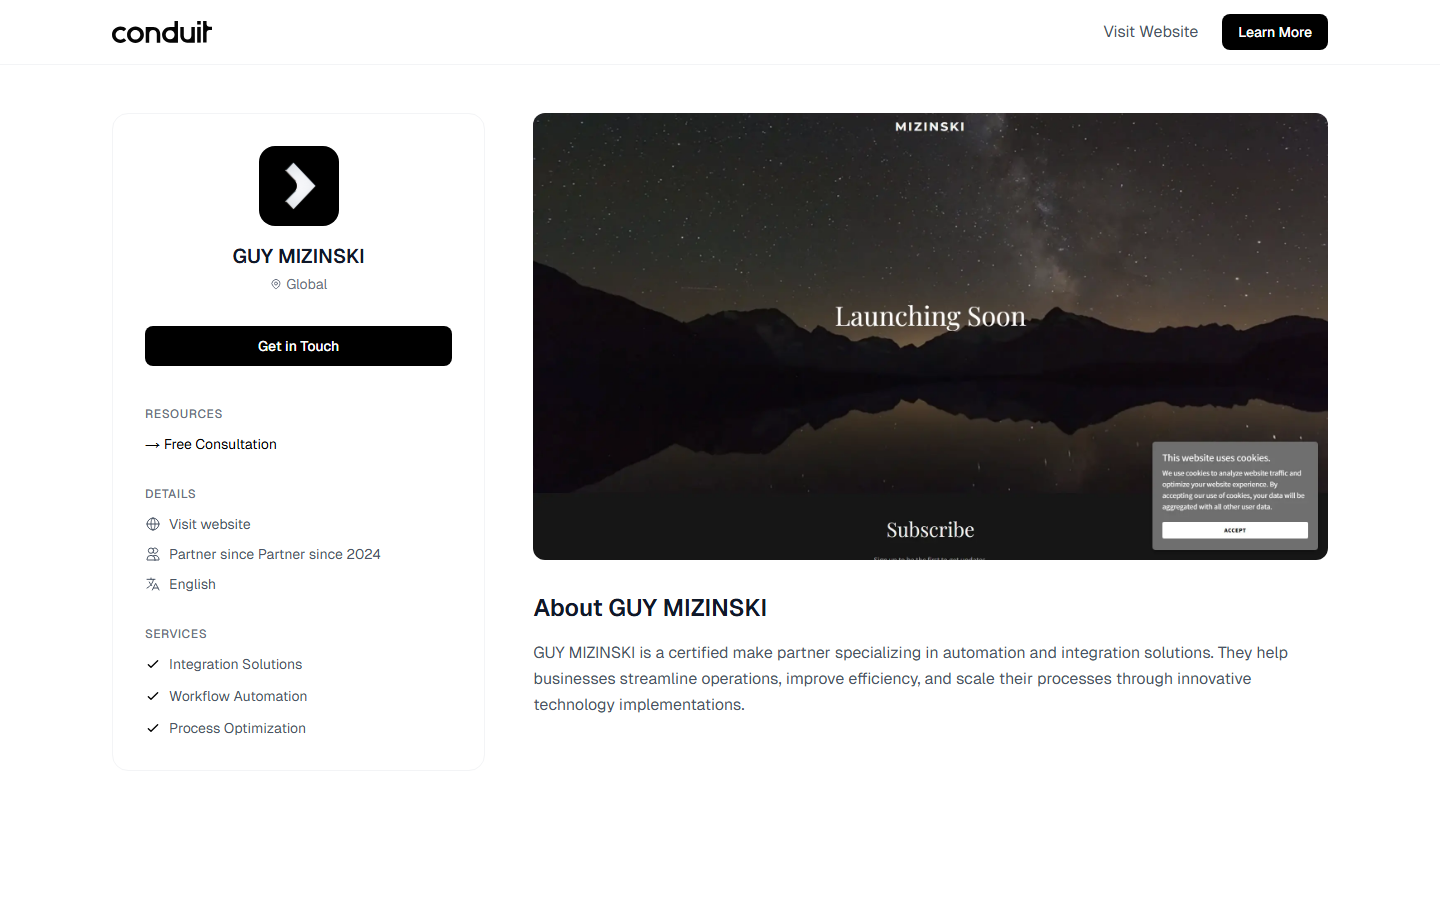 conduit
Visit Website
Learn More
GUY MIZINSKI
Global
Get in Touch
RESOURCES
→ Free Consultation
DETAILS
Visit website
Partner since Partner since 2024
English
SERVICES
Integration Solutions
Workflow Automation
Process Optimization
MIZINSKI
Launching Soon
This website uses cookies.
We use cookies to analyze website traffic and
optimize your website experience. By
accepting our use of cookies, your data will be
aggregated with all other user data.
ACCEPT
Subscribe
About GUY MIZINSKI
GUY MIZINSKI is a certified make partner specializing in automation and integration solutions. They help
businesses streamline operations, improve efficiency, and scale their processes through innovative
technology implementations.